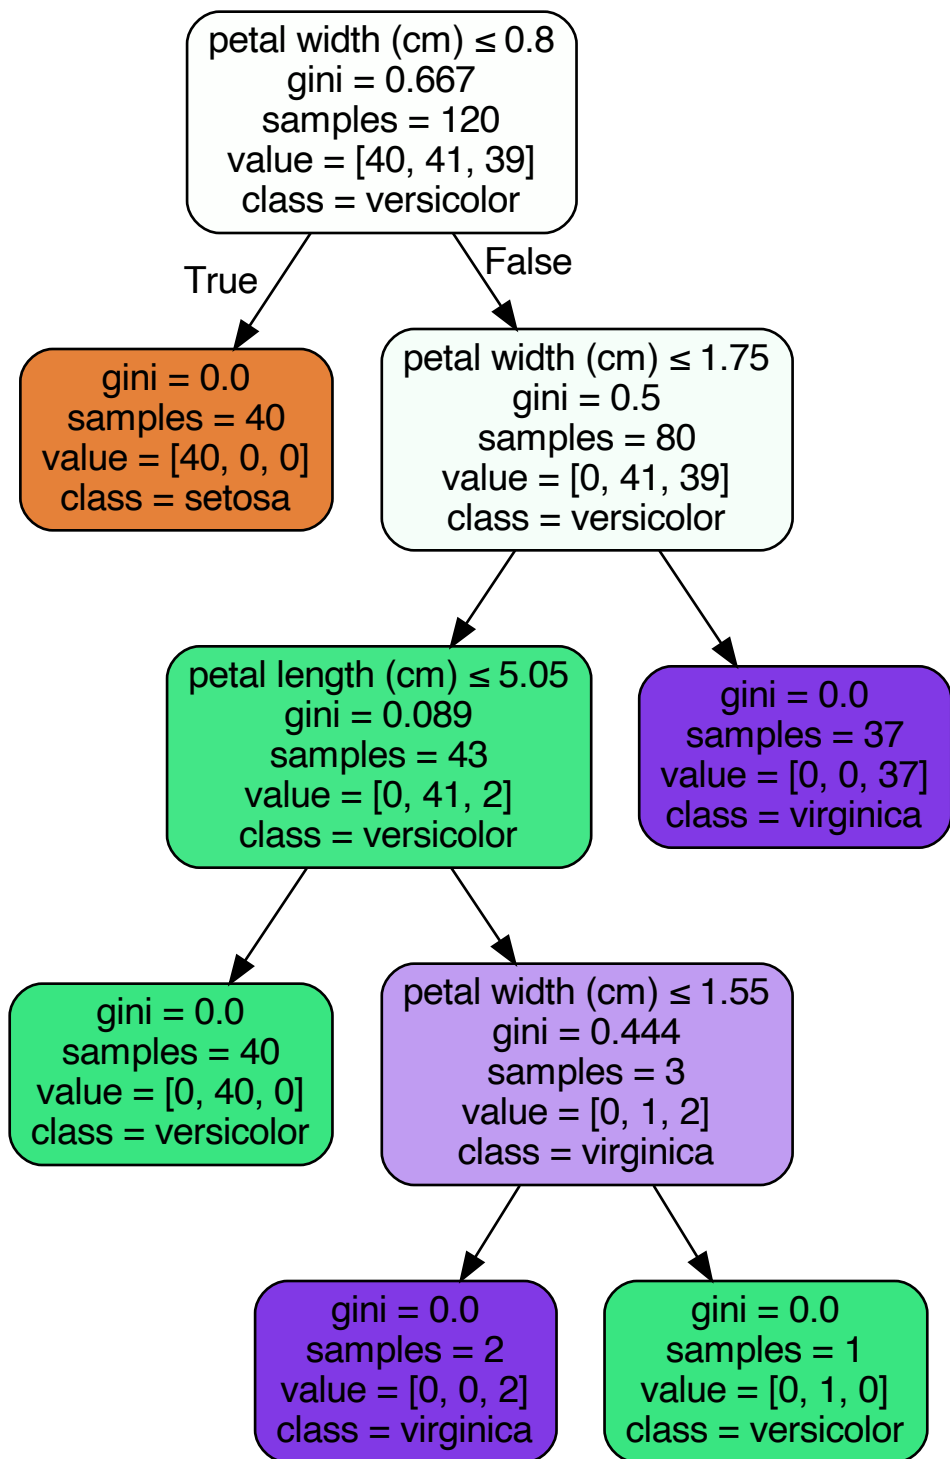 petal width (cm) ≤ 0.8
gini = 0.667
samples = 120
value = [40, 41, 39]
class = versicolor
True
False
gini = 0.0
samples = 40
value = [40, 0, 0]
class = setosa
petal width (cm) ≤ 1.75
gini = 0.5
samples = 80
value = [0, 41, 39]
class = versicolor
petal length (cm) ≤ 5.05
gini = 0.089
samples = 43
value = [0, 41, 2]
class = versicolor
gini = 0.0
samples = 37
value = [0, 0, 37]
class = virginica
gini = 0.0
samples = 40
value = [0, 40, 0]
class = versicolor
petal width (cm) ≤ 1.55
gini = 0.444
samples = 3
value = [0, 1, 2]
class = virginica
gini = 0.0
samples = 2
value = [0, 0, 2]
class = virginica
gini = 0.0
samples = 1
value = [0, 1, 0]
class = versicolor